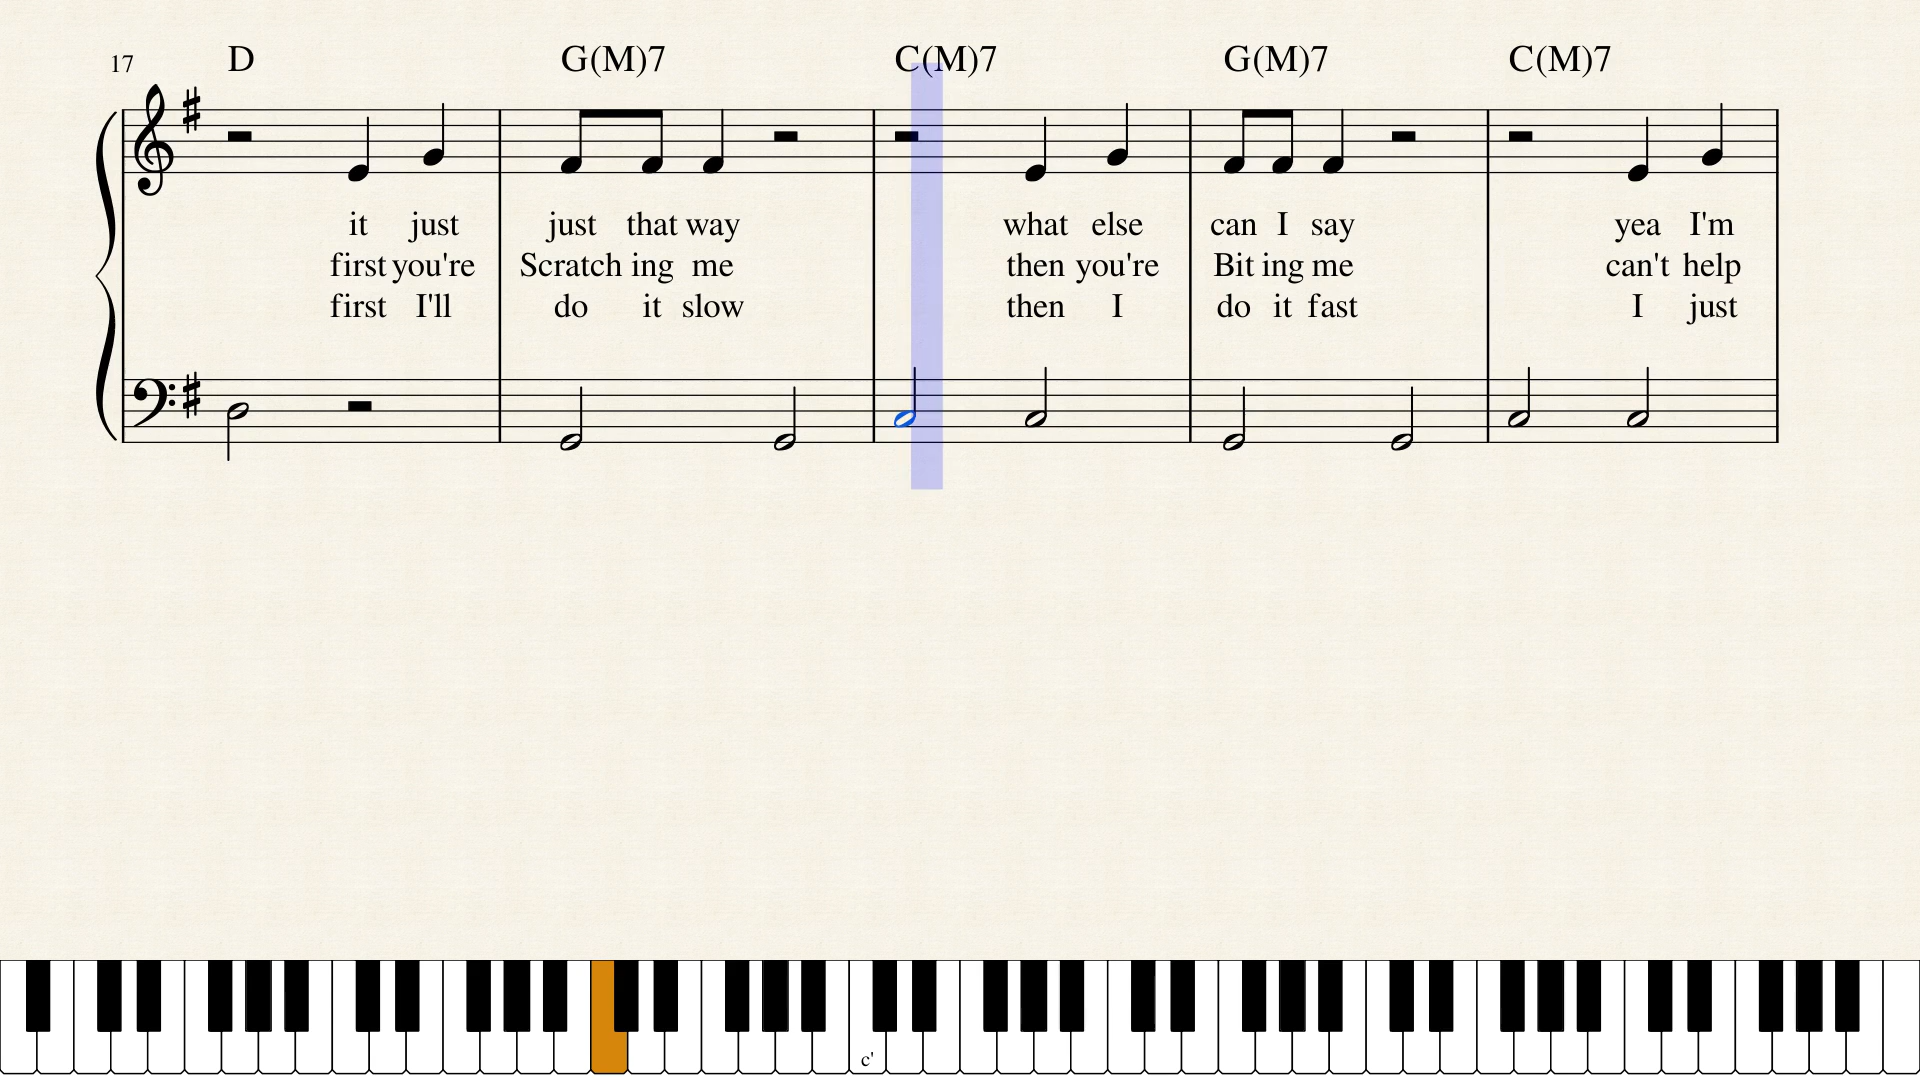 17 D G(M)7 C(M)7 G(M)7 C(M)7
it just just that way what else can I say yea I'm
first you're Scratch ing me then you're Bit ing me can't help
first I'll do it slow then I do it fast I just
c'